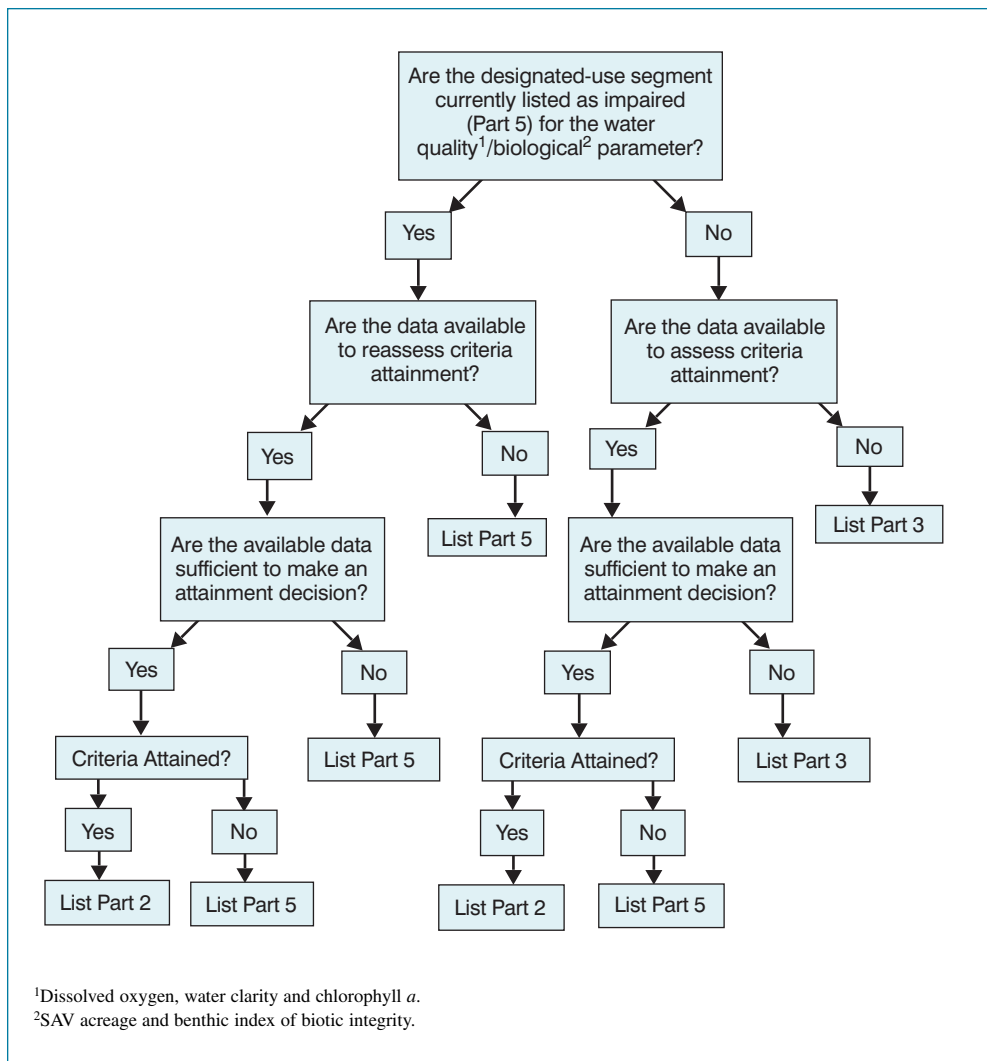 Are the designated-use segment
currently listed as impaired
(Part 5) for the water
quality¹/biological² parameter?
Yes
No
Are the data available
to reassess criteria
attainment?
Are the data available
to assess criteria
attainment?
Yes
No
Yes
No
List Part 5
List Part 3
Are the available data
sufficient to make an
attainment decision?
Are the available data
sufficient to make an
attainment decision?
Yes
No
Yes
No
Criteria Attained?
List Part 5
Criteria Attained?
List Part 3
Yes
No
Yes
No
List Part 2
List Part 5
List Part 2
List Part 5
¹Dissolved oxygen, water clarity and chlorophyll a.
²SAV acreage and benthic index of biotic integrity.